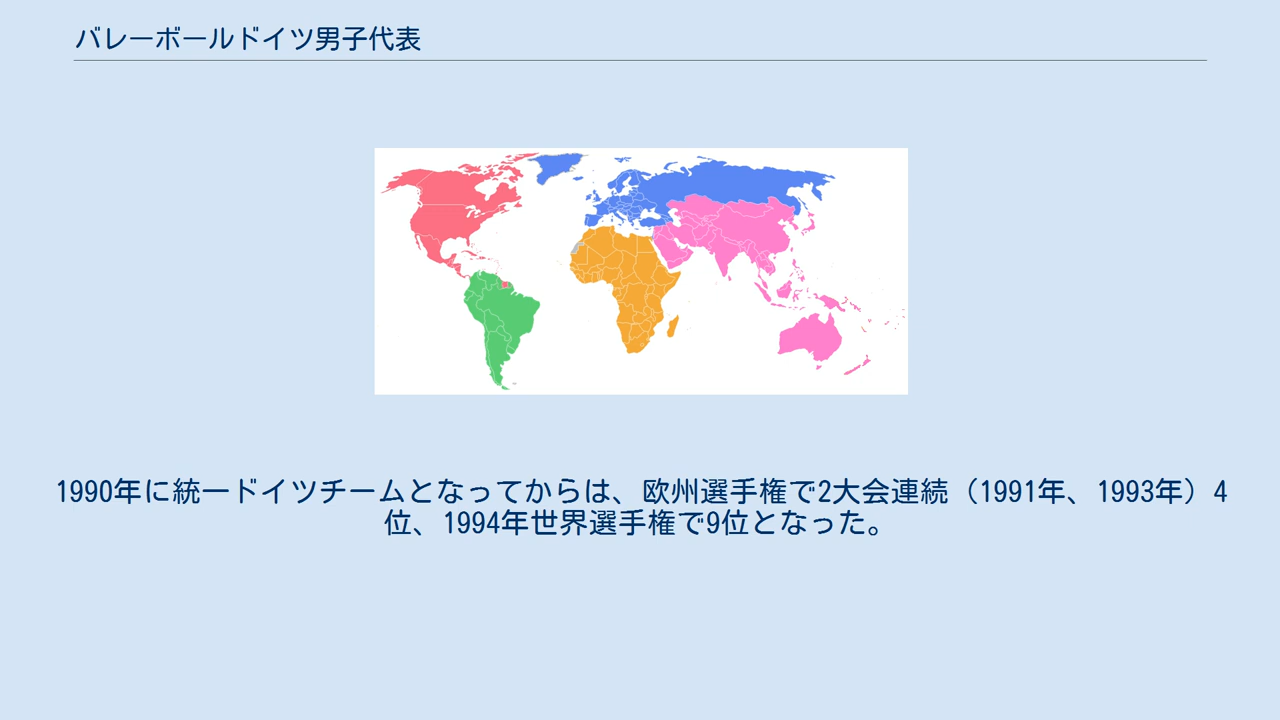 バレーボールドイツ男子代表
1990年に統一ドイツチームとなってからは、欧州選手権で2大会連続（1991年、1993年）4
位、1994年世界選手権で9位となった。